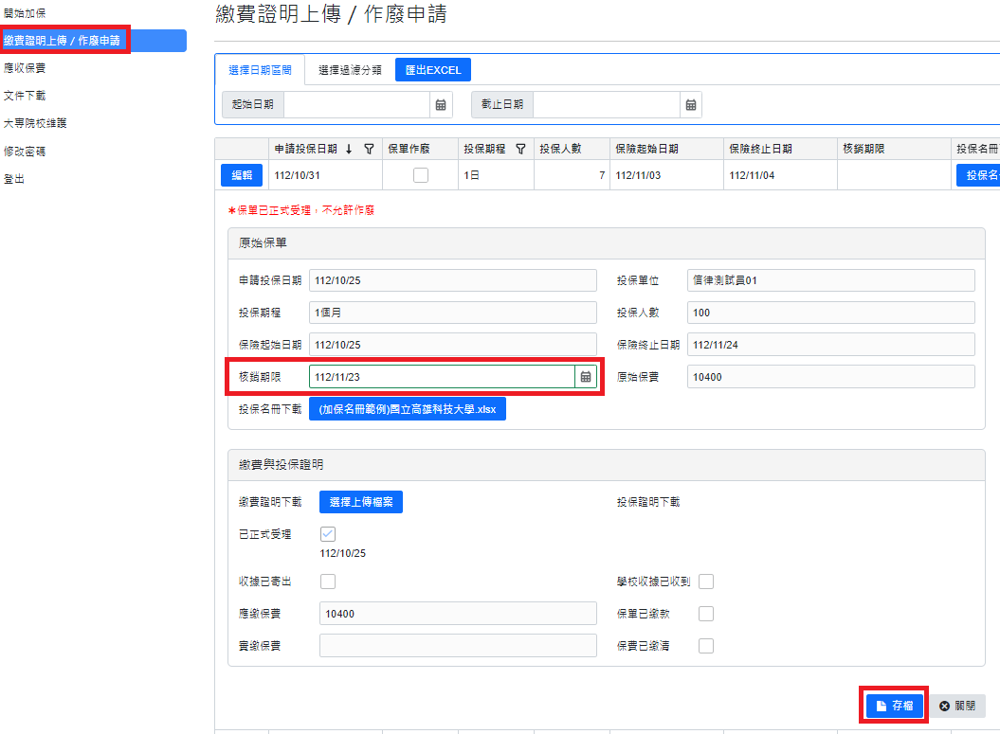 開始加保
繳費證明上傳 / 作廢申請
應收保費
文件下載
大專院校維護
修改密碼
登出
繳費證明上傳 / 作廢申請
選擇日期區間 選擇過濾分類 匯出EXCEL
起始日期 截止日期
申請投保日期 保單作廢 投保期程 投保人數 保險起始日期 保險終止日期 核銷期限 投保名冊
編輯 112/10/31 1日 7 112/11/03 112/11/04 投保名
*保單已正式受理，不允許作廢
原始保單
申請投保日期 112/10/25 投保單位 信律測試員01
投保期程 1個月 投保人數 100
保險起始日期 112/10/25 保險終止日期 112/11/24
核銷期限 112/11/23 原始保費 10400
投保名冊下載 (加保名冊範例)國立高雄科技大學.xlsx
繳費與投保證明
繳費證明下載 選擇上傳檔案 投保證明下載
已正式受理
112/10/25
收據已寄出 學校收據已收到
應繳保費 10400 保單已繳款
實繳保費 保費已繳清
存檔 關閉